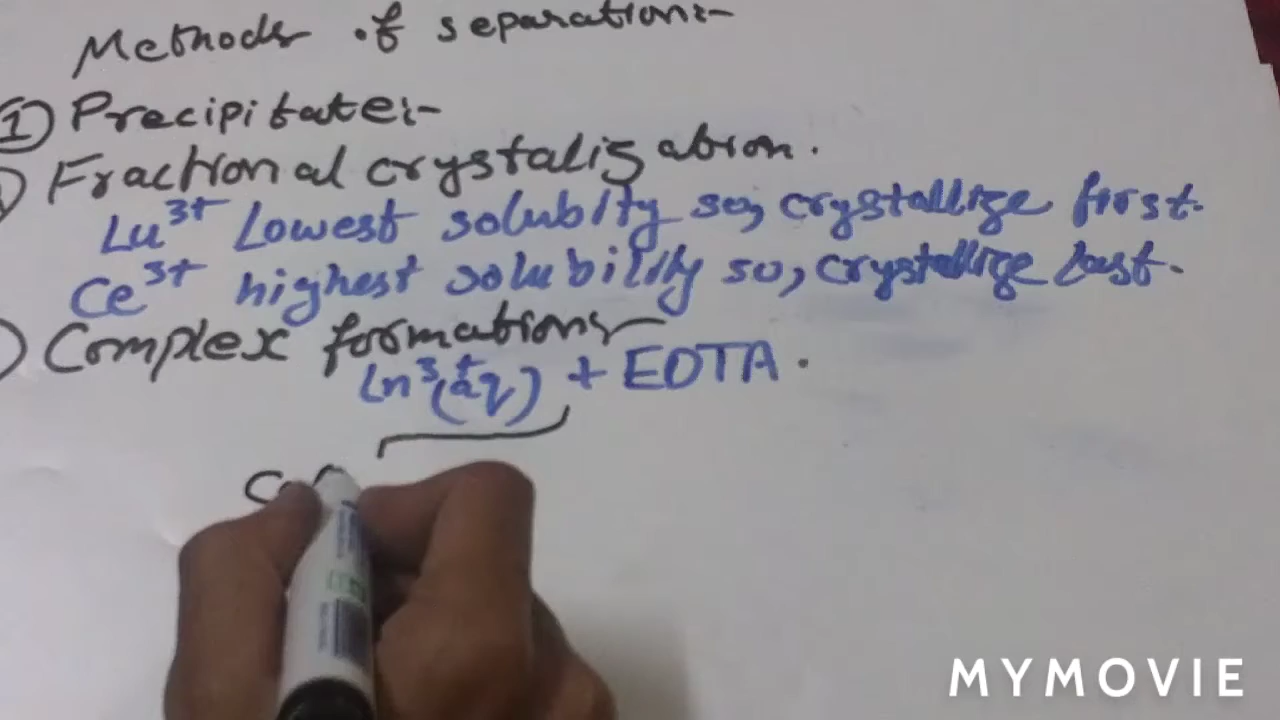 Methods of separation:-
① Precipitate:-
Fractional crystalisation.
Lu³⁺ Lowest solubity so, crystallize first.
Ce³⁺ highest solubility so, crystallize last.
Complex formation:-
Ln³⁺(aq) + EDTA.
MYMOVIE